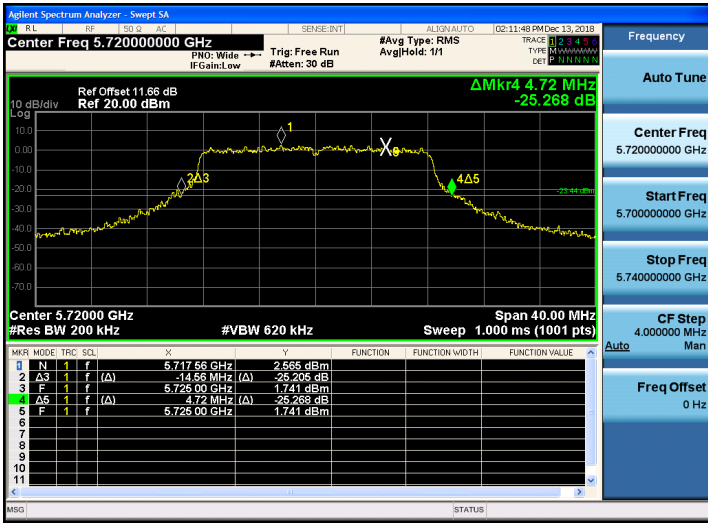 Agilent Spectrum Analyzer - Swept SA
RL RF 50 Ω AC SENSE:INT ALIGNAUTO 02:11:48 PM Dec 13, 2018
Center Freq 5.720000000 GHz
PNO: Wide
IFGain:Low
Trig: Free Run
#Atten: 30 dB
#Avg Type: RMS
Avg|Hold: 1/1
TRACE 1 2 3 4 5 6
TYPE M
DET P N N N N N
Ref Offset 11.66 dB
10 dB/div Ref 20.00 dBm
Log
ΔMkr4 4.72 MHz
-25.268 dB
10.0
0.00
-10.0
-20.0
-30.0
-40.0
-50.0
-60.0
-70.0
1
2Δ3
X
4Δ5
-23.44 dBm
Center 5.72000 GHz Span 40.00 MHz
#Res BW 200 kHz #VBW 620 kHz Sweep 1.000 ms (1001 pts)
MKR MODE TRC SCL X Y FUNCTION FUNCTION WIDTH FUNCTION VALUE
1 N 1 f 5.717 56 GHz 2.565 dBm
2 Δ3 1 f (Δ) -14.56 MHz (Δ) -25.205 dB
3 F 1 f 5.725 00 GHz 1.741 dBm
4 Δ5 1 f (Δ) 4.72 MHz (Δ) -25.268 dB
5 F 1 f 5.725 00 GHz 1.741 dBm
6
7
8
9
10
11
MSG STATUS
Frequency
Auto Tune
Center Freq
5.720000000 GHz
Start Freq
5.700000000 GHz
Stop Freq
5.740000000 GHz
CF Step
4.000000 MHz
Auto Man
Freq Offset
0 Hz